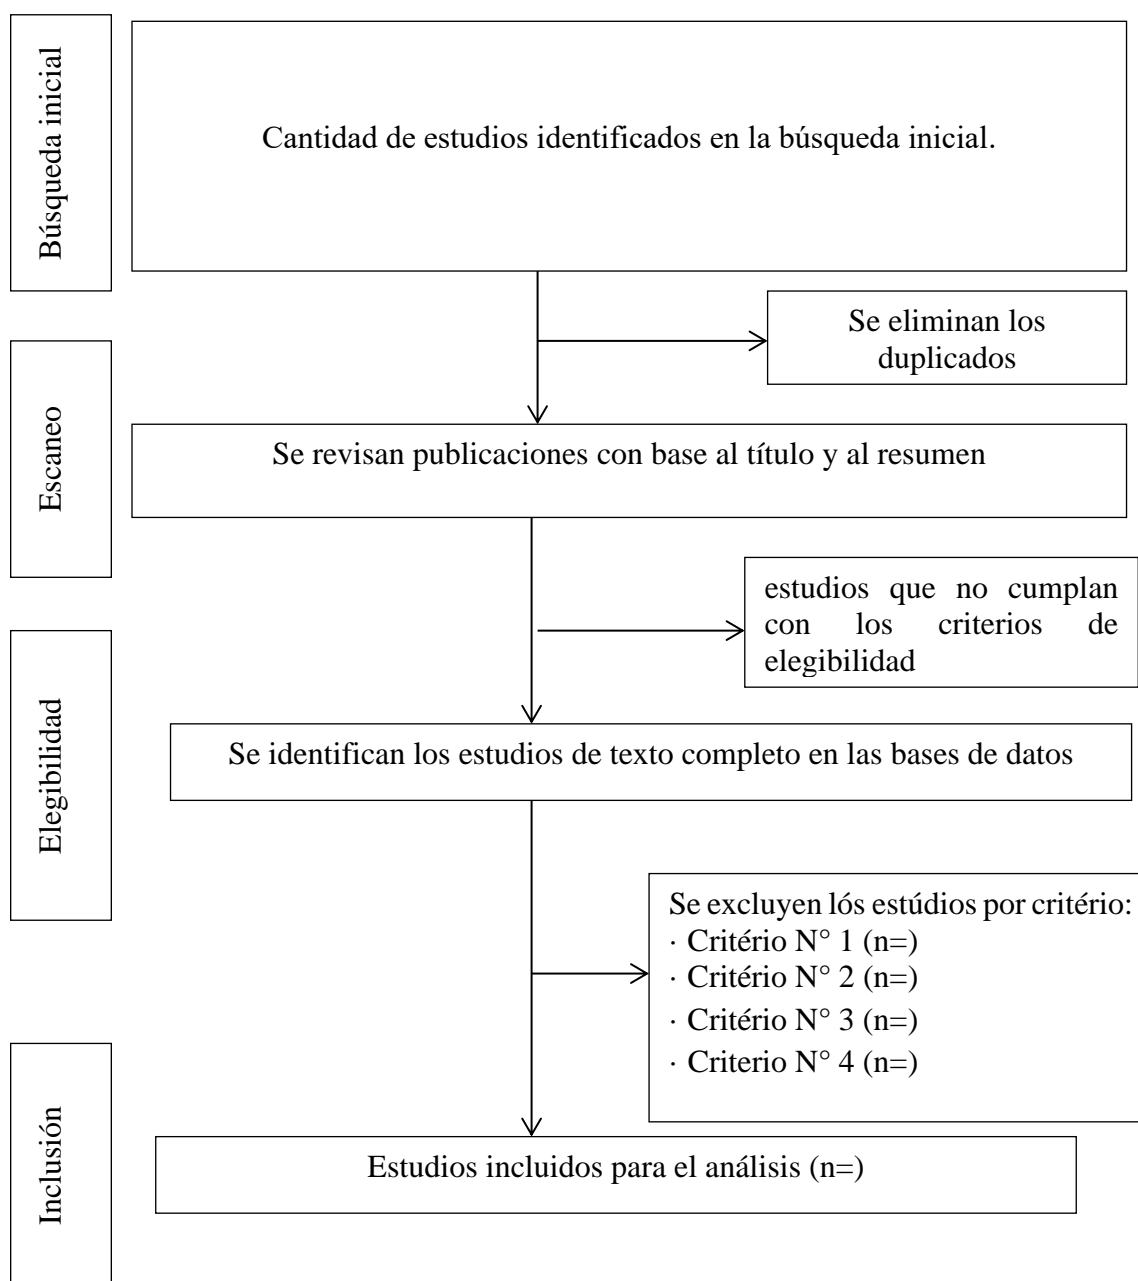 Búsqueda inicial
Cantidad de estudios identificados en la búsqueda inicial.
Se eliminan los
duplicados
Escaneo
Se revisan publicaciones con base al título y al resumen
estudios que no cumplan
con los criterios de
elegibilidad
Elegibilidad
Se identifican los estudios de texto completo en las bases de datos
Se excluyen lós estúdios por critério:
· Critério N° 1 (n=)
· Critério N° 2 (n=)
· Critério N° 3 (n=)
· Criterio N° 4 (n=)
Inclusión
Estudios incluidos para el análisis (n=)